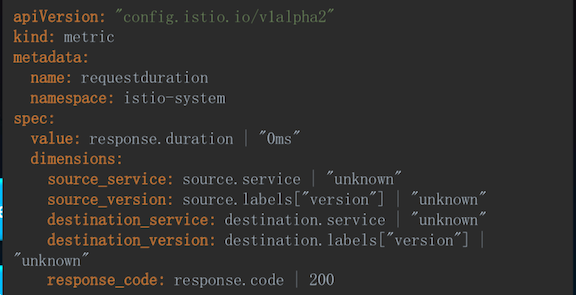 apiVersion: "config.istio.io/v1alpha2"
kind: metric
metadata:
  name: requestduration
  namespace: istio-system
spec:
  value: response.duration | "0ms"
  dimensions:
    source_service: source.service | "unknown"
    source_version: source.labels["version"] | "unknown"
    destination_service: destination.service | "unknown"
    destination_version: destination.labels["version"] |
"unknown"
    response_code: response.code | 200